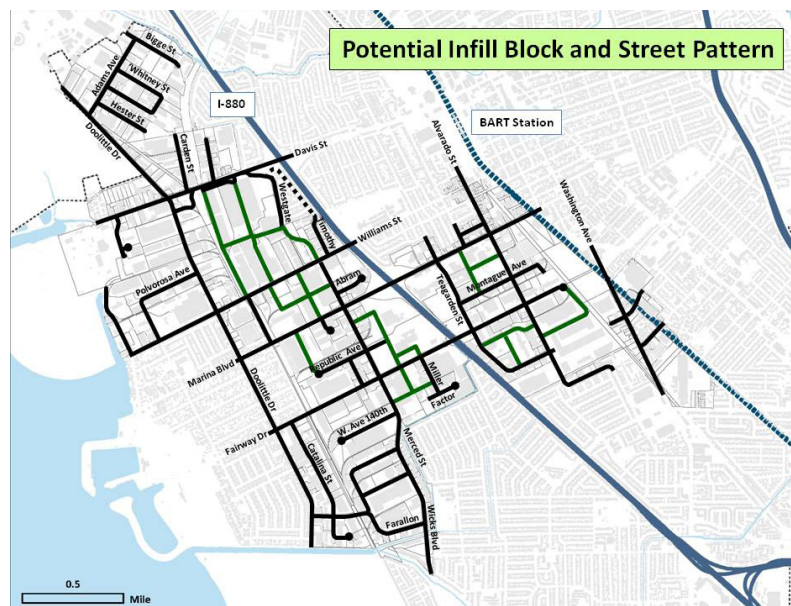 Potential Infill Block and Street Pattern
Bigge St
Adams Ave
Whitney St
Hester St
I-880
BART Station
Doolittle Dr
Carden St
Davis St
Alvarado St
Washington Ave
Westgate
Timothy
Williams St
Polvorosa Ave
Abram
Montague Ave
Teagarden St
Marina Blvd
Republic Ave
Doolittle Dr
Miller
Factor
Fairway Dr
W. Ave 140th
Catalina St
Merced St
Wicks Blvd
Farallon
0.5
Mile